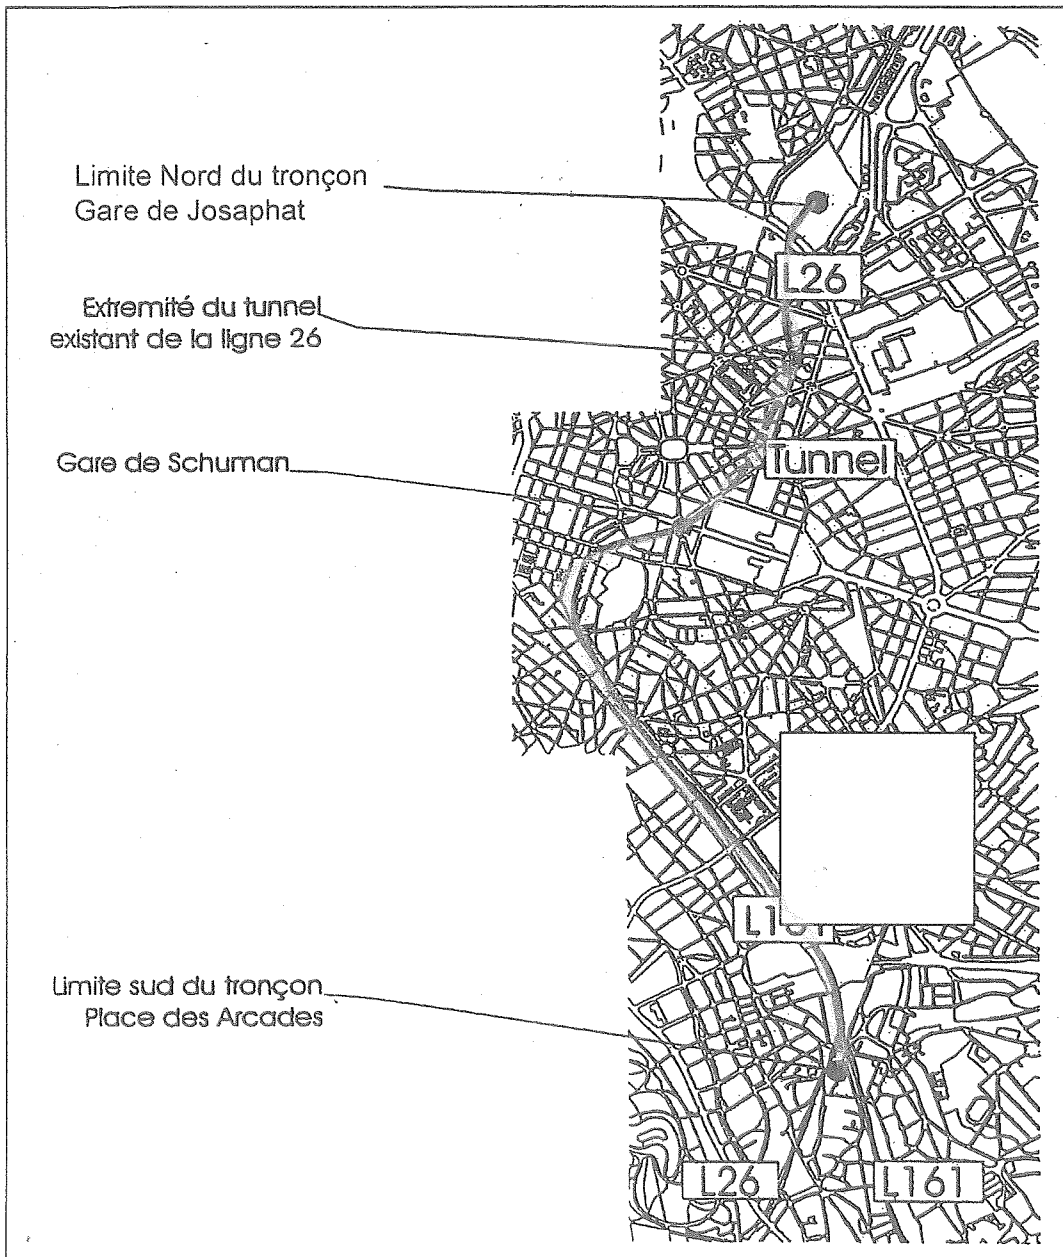 Limite Nord du tronçon
Gare de Josaphat
L26
Extremité du tunnel
existant de la ligne 26
Gare de Schuman
Tunnel
Limite sud du tronçon
Place des Arcades
L26
L161